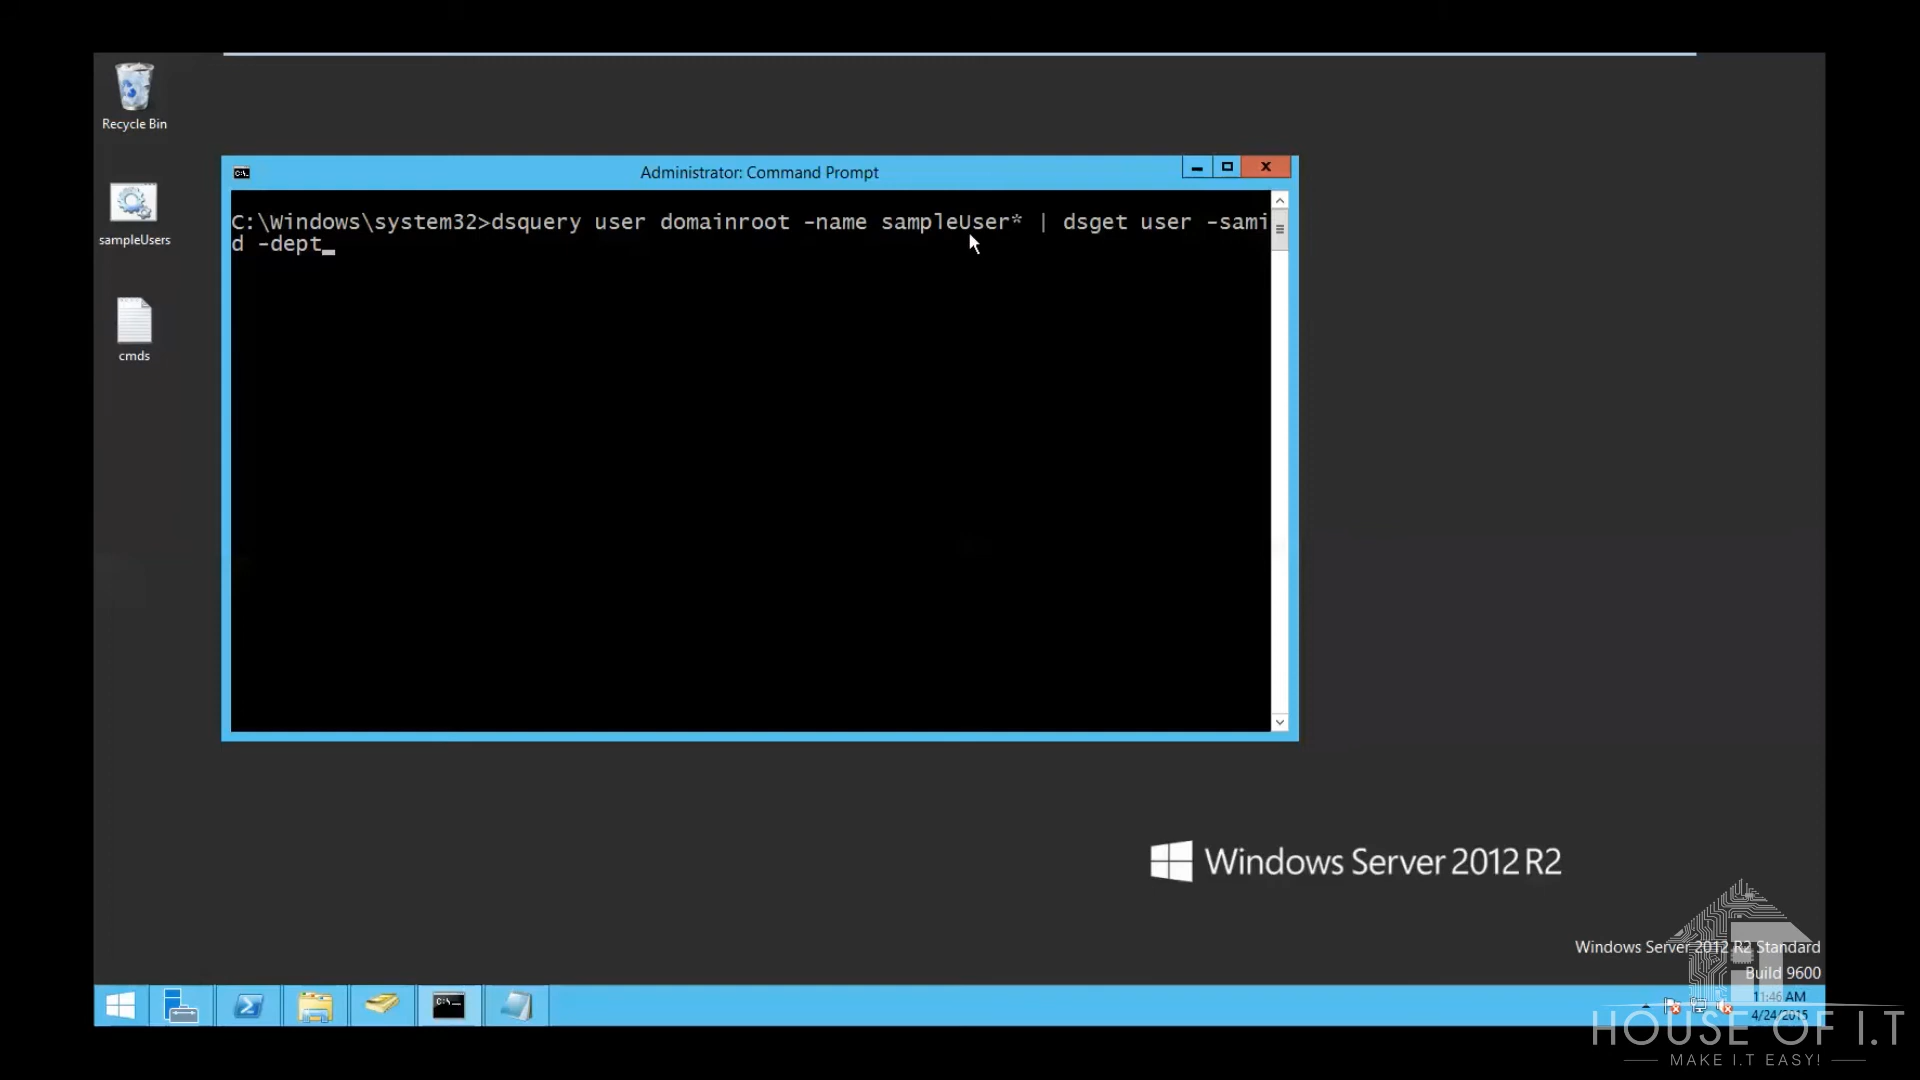 Recycle Bin
sampleUsers
cmds
Administrator: Command Prompt
C:\Windows\system32>dsquery user domainroot -name sampleUser* | dsget user -sami
d -dept_
Windows Server 2012 R2
Windows Server 2012 R2 Standard
Build 9600
11:46 AM
4/24/2015
HOUSE OF I.T
MAKE I.T EASY!